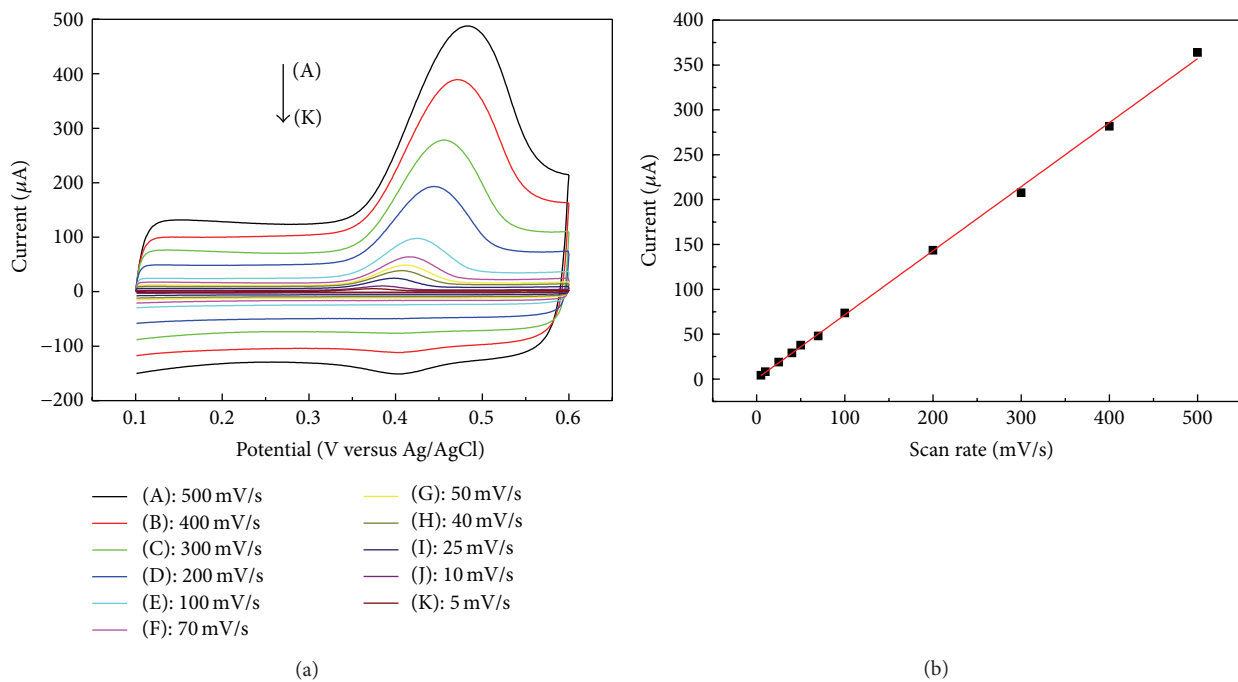 500
400
300
200
100
0
−100
−200
Current (μA)
(A)
(K)
0.1
0.2
0.3
0.4
0.5
0.6
Potential (V versus Ag/AgCl)
(A): 500 mV/s
(B): 400 mV/s
(C): 300 mV/s
(D): 200 mV/s
(E): 100 mV/s
(F): 70 mV/s
(G): 50 mV/s
(H): 40 mV/s
(I): 25 mV/s
(J): 10 mV/s
(K): 5 mV/s
(a)
400
350
300
250
200
150
100
50
0
Current (μA)
0
100
200
300
400
500
Scan rate (mV/s)
(b)